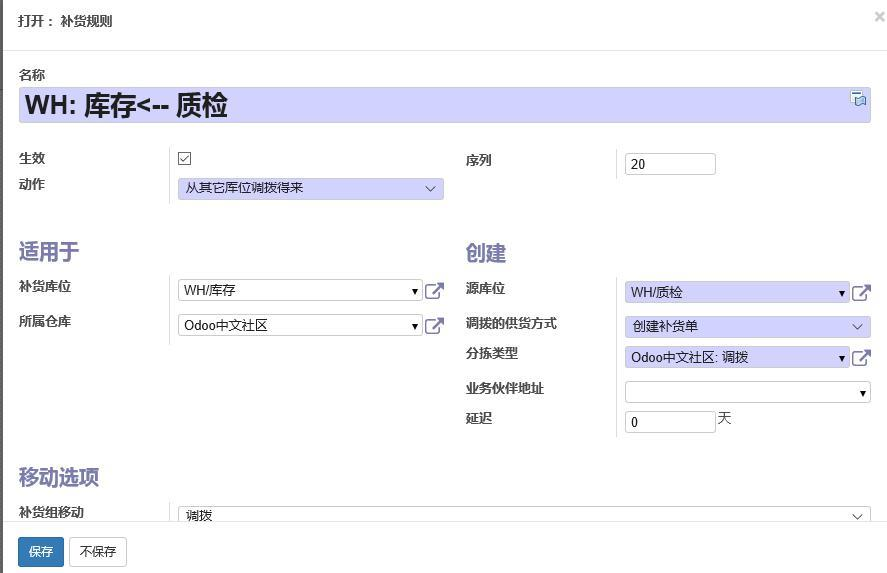 打开： 补货规则
×
名称
WH: 库存<-- 质检
生效
序列
20
动作
从其它库位调拨得来
适用于
创建
补货库位
WH/库存
源库位
WH/质检
所属仓库
Odoo中文社区
调拨的供货方式
创建补货单
分拣类型
Odoo中文社区: 调拨
业务伙伴地址
延迟
0
天
移动选项
补货组移动
调拨
保存
不保存